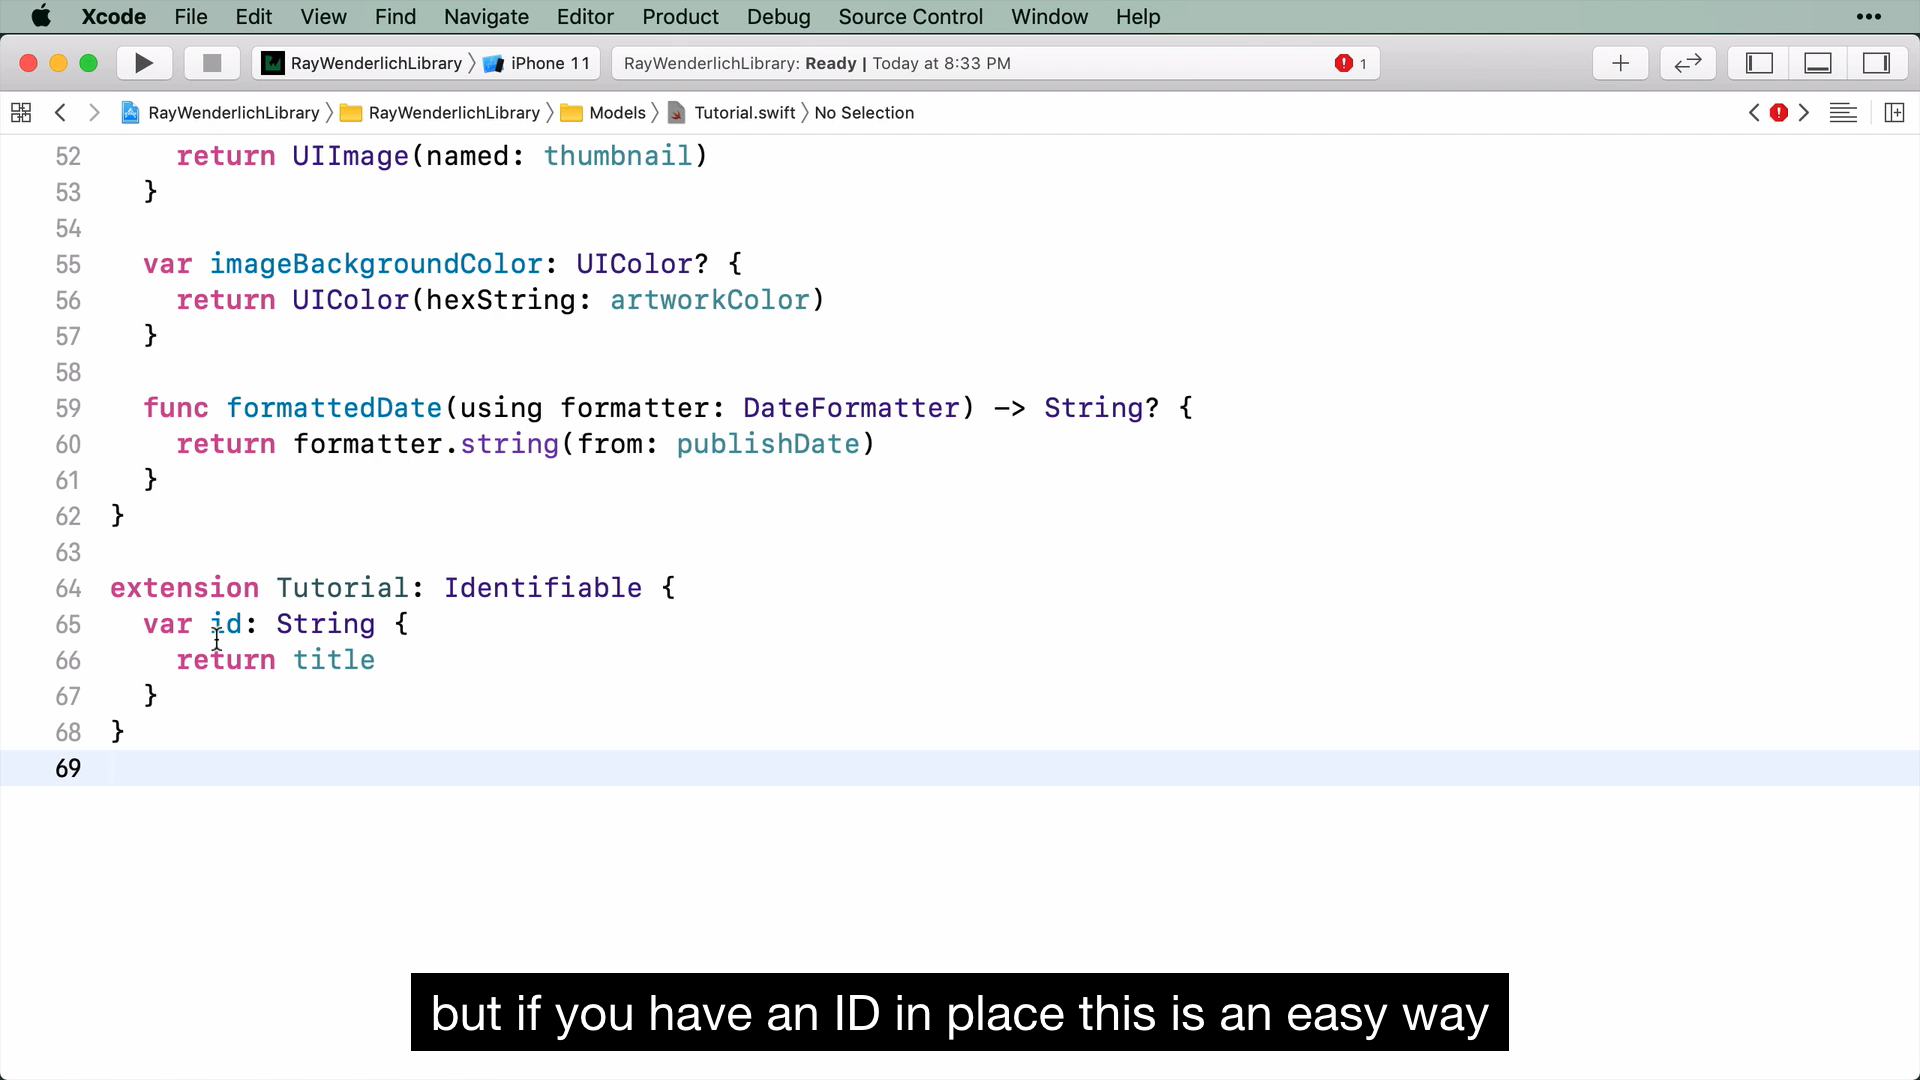 Xcode File Edit View Find Navigate Editor Product Debug Source Control Window Help •••
RayWenderlichLibrary 〉 iPhone 11 RayWenderlichLibrary: Ready | Today at 8:33 PM 1
RayWenderlichLibrary 〉 RayWenderlichLibrary 〉 Models 〉 Tutorial.swift 〉 No Selection
52 return UIImage(named: thumbnail)
53 }
54
55 var imageBackgroundColor: UIColor? {
56 return UIColor(hexString: artworkColor)
57 }
58
59 func formattedDate(using formatter: DateFormatter) -> String? {
60 return formatter.string(from: publishDate)
61 }
62 }
63
64 extension Tutorial: Identifiable {
65 var id: String {
66 return title
67 }
68 }
69
but if you have an ID in place this is an easy way